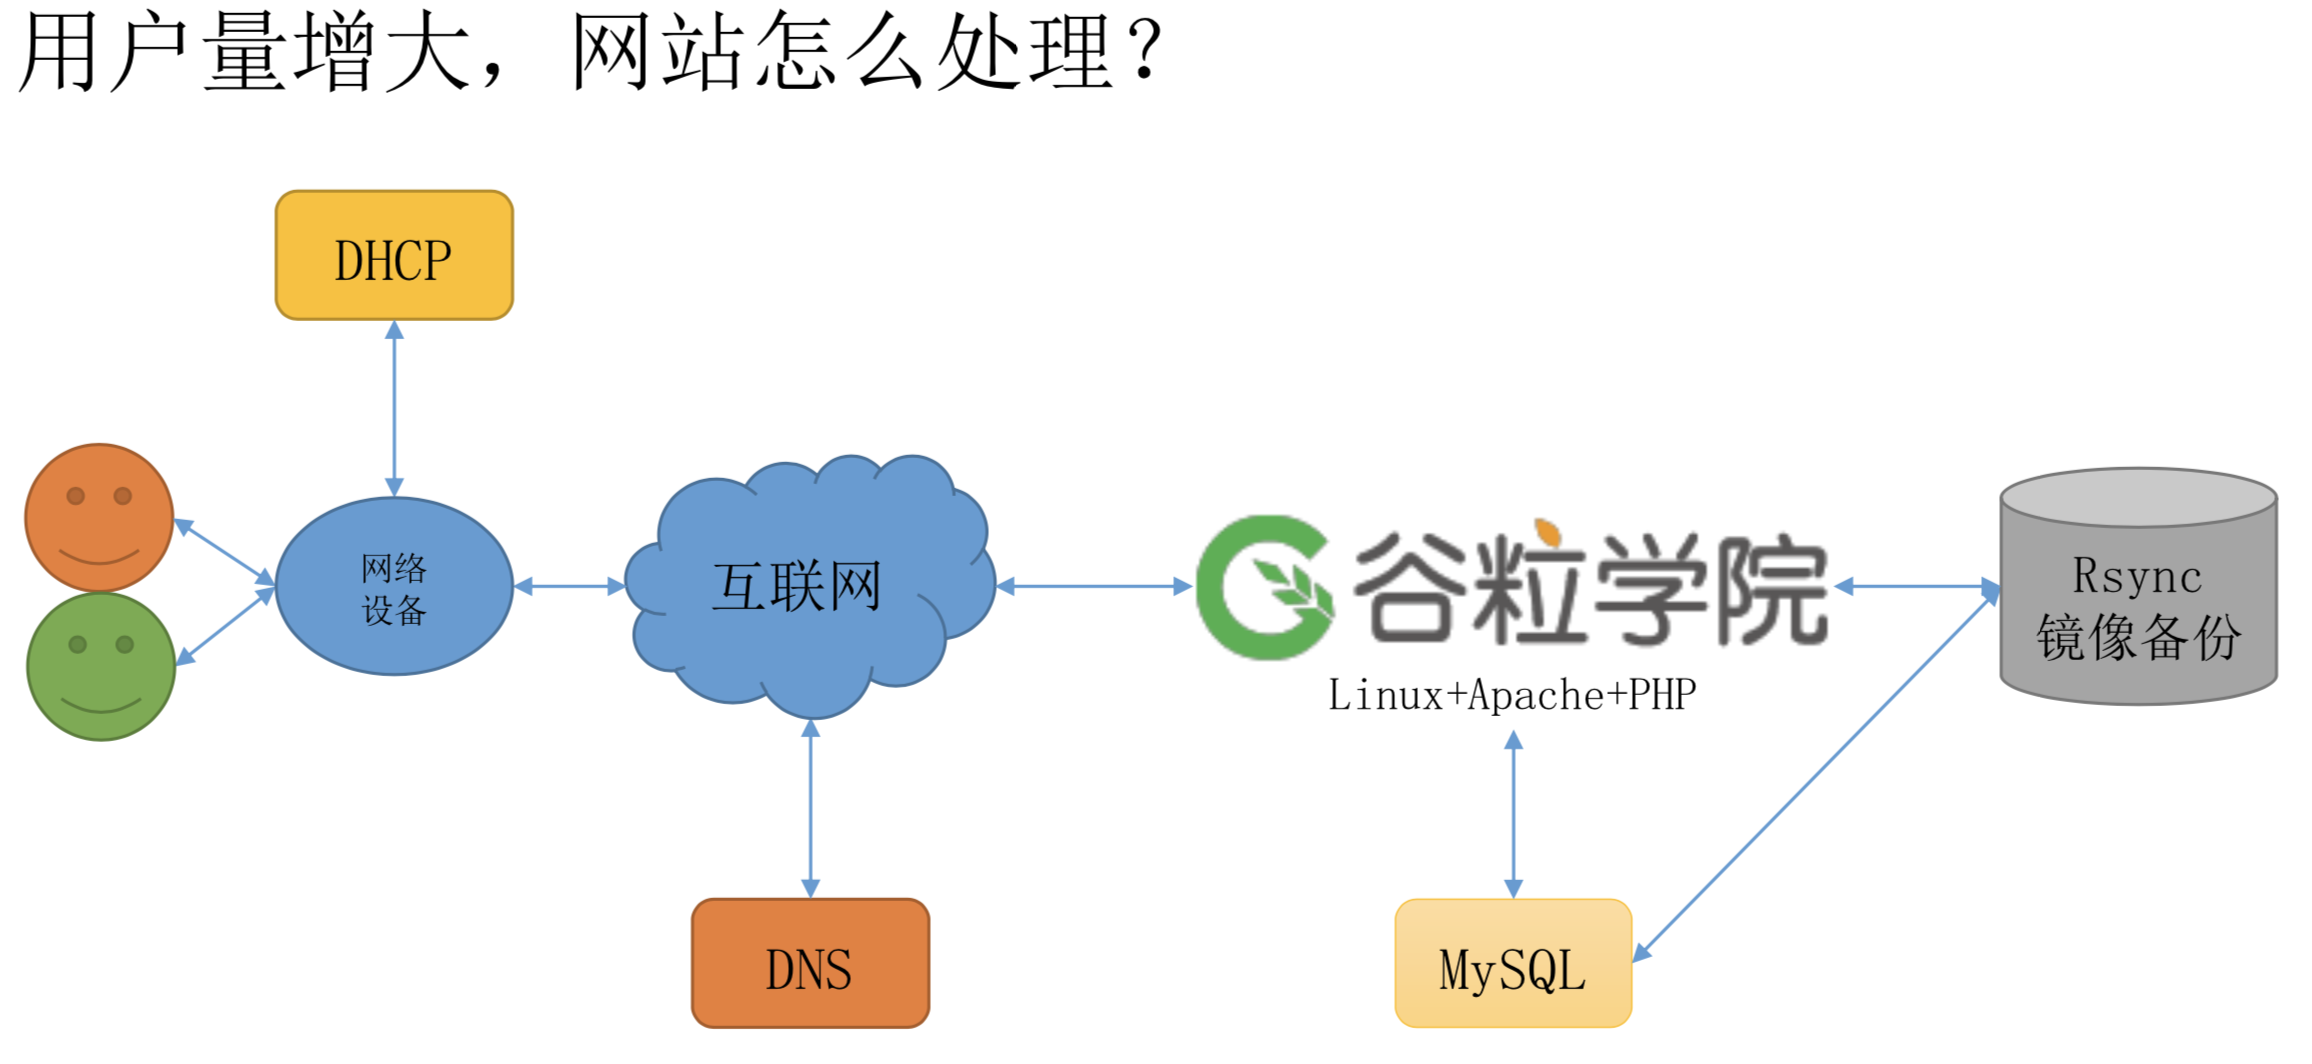 用户量增大，网站怎么处理？
DHCP
网络
设备
互联网
谷粒学院
Linux+Apache+PHP
Rsync
镜像备份
DNS
MySQL